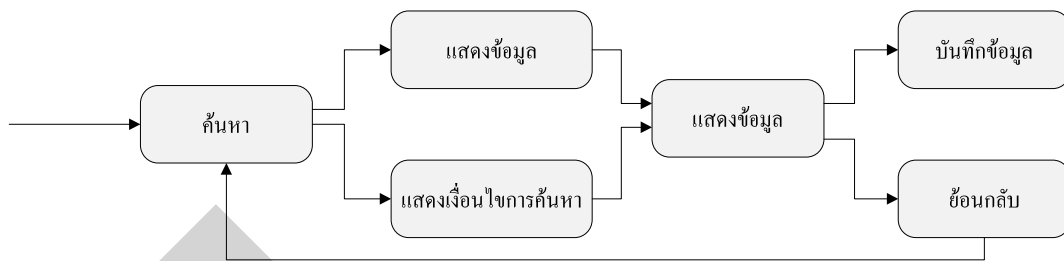 แสดงข้อมูล
บันทึกข้อมูล
ค้นหา
แสดงข้อมูล
แสดงเงื่อนไขการค้นหา
ย้อนกลับ